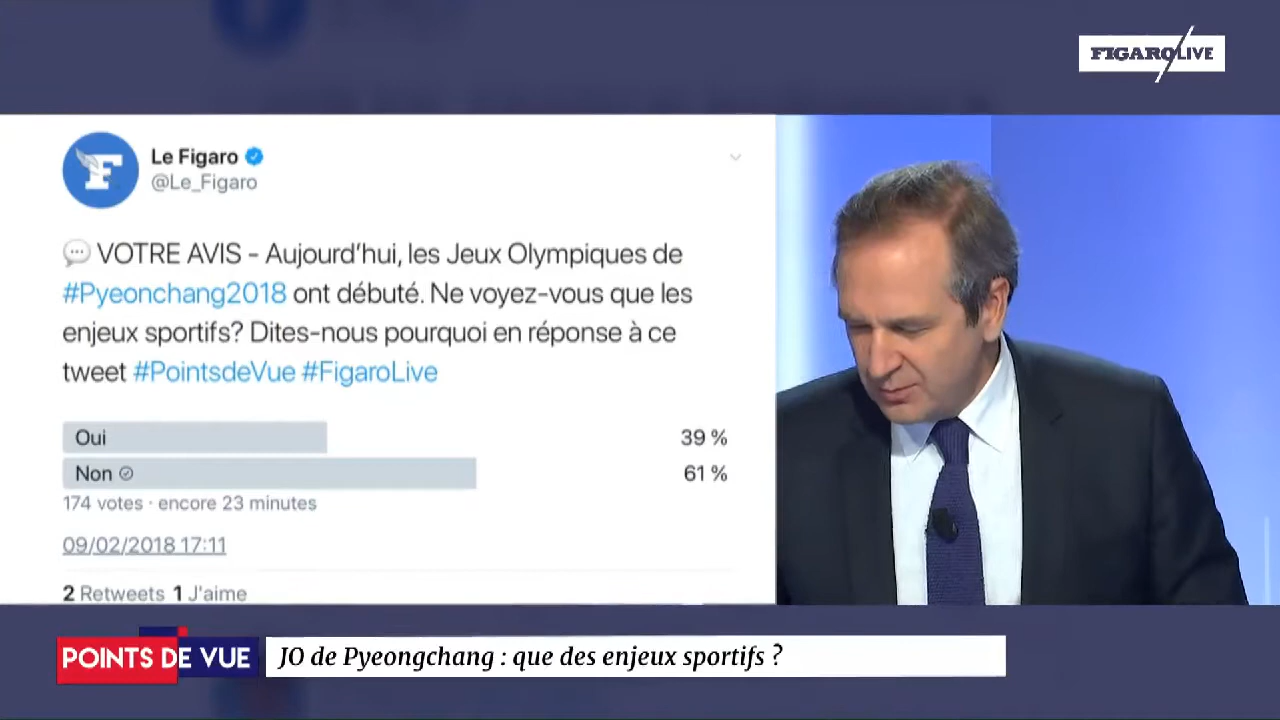 FIGAROLIVE
Le Figaro
@Le_Figaro
VOTRE AVIS - Aujourd'hui, les Jeux Olympiques de
#Pyeonchang2018 ont débuté. Ne voyez-vous que les
enjeux sportifs? Dites-nous pourquoi en réponse à ce
tweet #PointsdeVue #FigaroLive
Oui 39 %
Non 61 %
174 votes · encore 23 minutes
09/02/2018 17:11
2 Retweets 1 J'aime
POINTS DE VUE
JO de Pyeongchang : que des enjeux sportifs ?